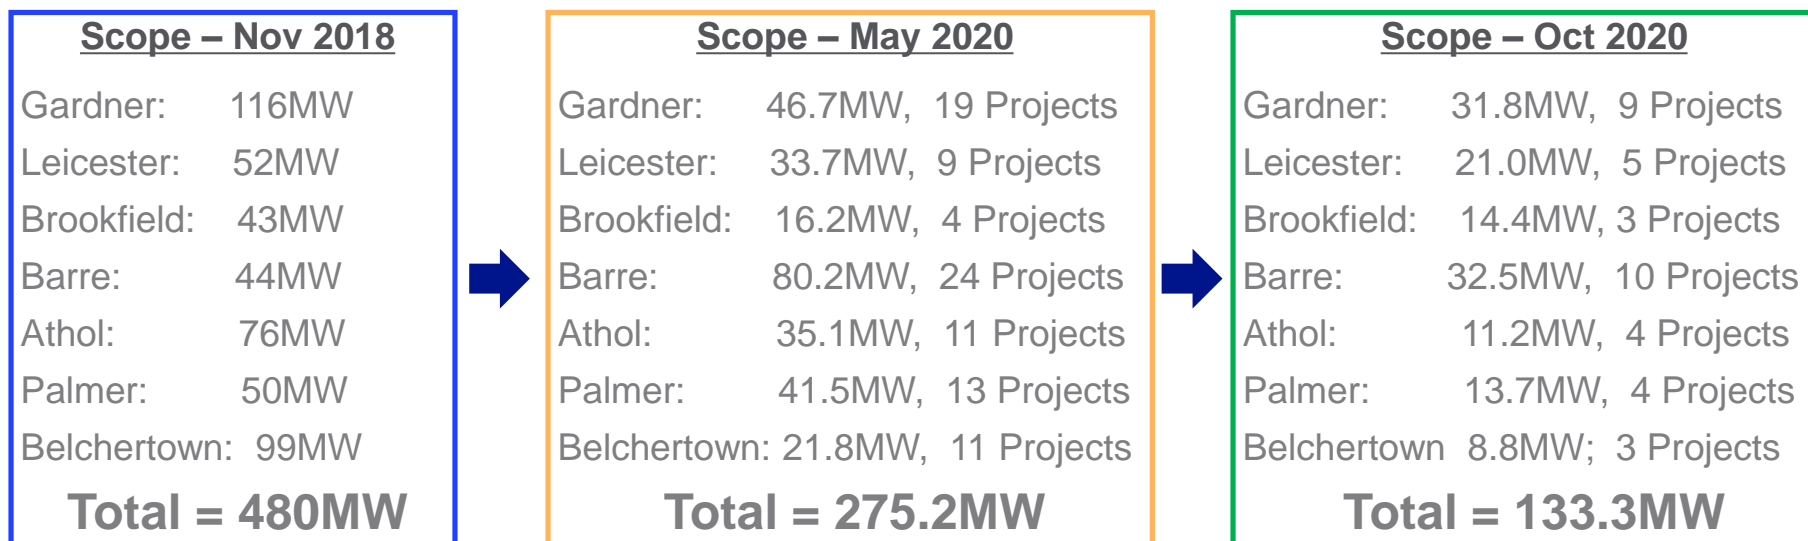 Scope – Nov 2018
Gardner: 116MW
Leicester: 52MW
Brookfield: 43MW
Barre: 44MW
Athol: 76MW
Palmer: 50MW
Belchertown: 99MW
Total = 480MW
Scope – May 2020
Gardner: 46.7MW, 19 Projects
Leicester: 33.7MW, 9 Projects
Brookfield: 16.2MW, 4 Projects
Barre: 80.2MW, 24 Projects
Athol: 35.1MW, 11 Projects
Palmer: 41.5MW, 13 Projects
Belchertown: 21.8MW, 11 Projects
Total = 275.2MW
Scope – Oct 2020
Gardner: 31.8MW, 9 Projects
Leicester: 21.0MW, 5 Projects
Brookfield: 14.4MW, 3 Projects
Barre: 32.5MW, 10 Projects
Athol: 11.2MW, 4 Projects
Palmer: 13.7MW, 4 Projects
Belchertown 8.8MW; 3 Projects
Total = 133.3MW